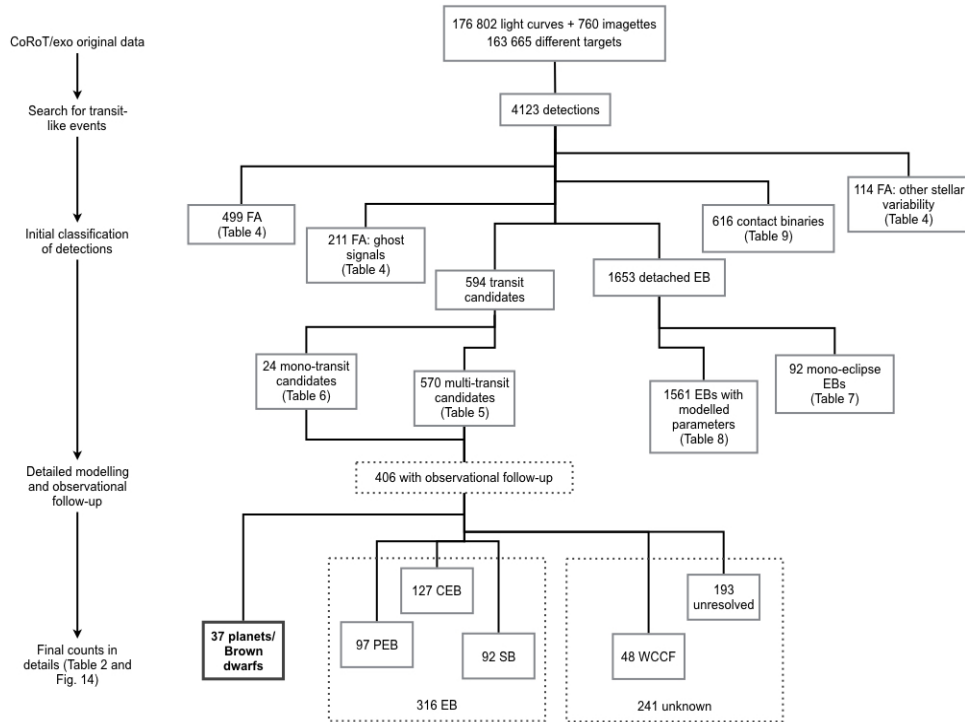 176 802 light curves + 760 imagettes
163 665 different targets
CoRoT/exo original data
Search for transit-
like events
4123 detections
Initial classification
of detections
499 FA
(Table 4)
211 FA: ghost
signals
(Table 4)
616 contact binaries
(Table 9)
114 FA: other stellar
variability
(Table 4)
594 transit
candidates
1653 detached EB
24 mono-transit
candidates
(Table 6)
570 multi-transit
candidates
(Table 5)
1561 EBs with
modelled
parameters
(Table 8)
92 mono-eclipse
EBs
(Table 7)
Detailed modelling
and observational
follow-up
406 with observational follow-up
127 CEB
193
unresolved
Final counts in
details (Table 2 and
Fig. 14)
37 planets/
Brown
dwarfs
97 PEB
92 SB
48 WCCF
316 EB
241 unknown